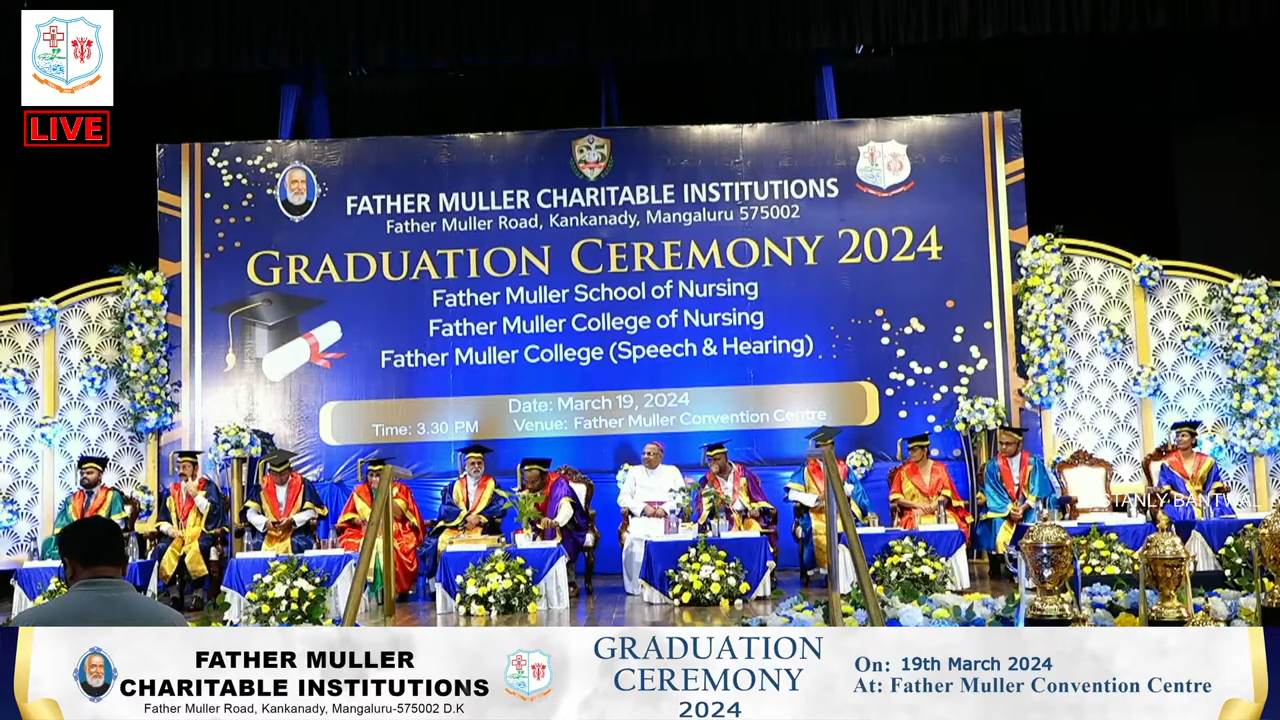 LIVE
FATHER MULLER CHARITABLE INSTITUTIONS
Father Muller Road, Kankanady, Mangaluru 575002
GRADUATION CEREMONY 2024
Father Muller School of Nursing
Father Muller College of Nursing
Father Muller College (Speech & Hearing)
Date: March 19, 2024
Time: 3.30 PM Venue: Father Muller Convention Centre
FATHER MULLER
CHARITABLE INSTITUTIONS
Father Muller Road, Kankanady, Mangaluru-575002 D.K
GRADUATION
CEREMONY
2024
On: 19th March 2024
At: Father Muller Convention Centre